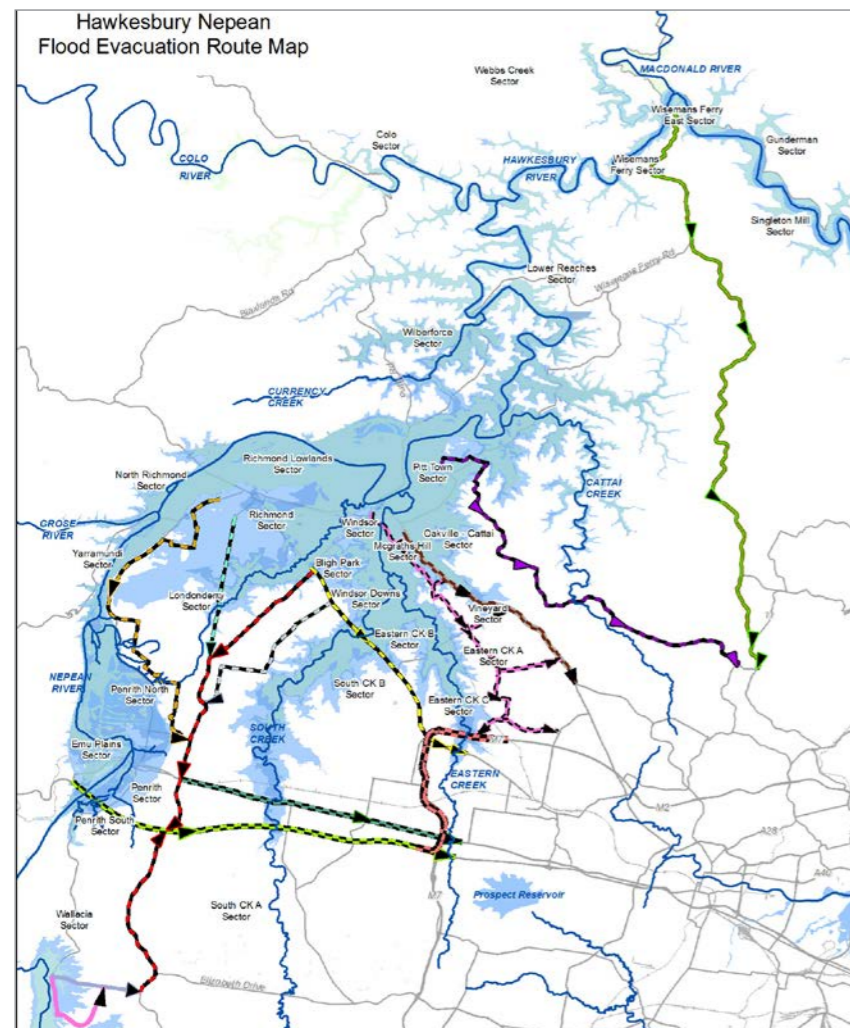 Hawkesbury Nepean
Flood Evacuation Route Map
MACDONALD RIVER
Webbs Creek
Sector
Wisemans Ferry
East Sector
Colo
Sector
Gunderman
Sector
COLO
RIVER
HAWKESBURY
RIVER
Wisemans
Ferry Sector
Singleton Mill
Sector
Lower Reaches
Sector
Wisemans Ferry Rd
Putty Rd
Wilberforce
Sector
CURRENCY
CREEK
Richmond Lowlands
Sector
Pitt Town
Sector
North Richmond
Sector
CATTAI
CREEK
GROSE
RIVER
Richmond
Sector
Windsor
Sector
Oakville - Cattai
Sector
Mcgraths Hill
Sector
Yarramundi
Sector
Bligh Park
Sector
Londonderry
Sector
Windsor Downs
Sector
Vineyard
Sector
Eastern CK B
Sector
Eastern CK A
Sector
NEPEAN
RIVER
South CK B
Sector
Penrith North
Sector
Eastern CK C
Sector
SOUTH
CREEK
Emu Plains
Sector
M7
EASTERN
CREEK
Penrith
Sector
M2
Penrith South
Sector
A28
A40
M7
Prospect Reservoir
South CK A
Sector
Wallacia
Sector
Elizabeth Drive